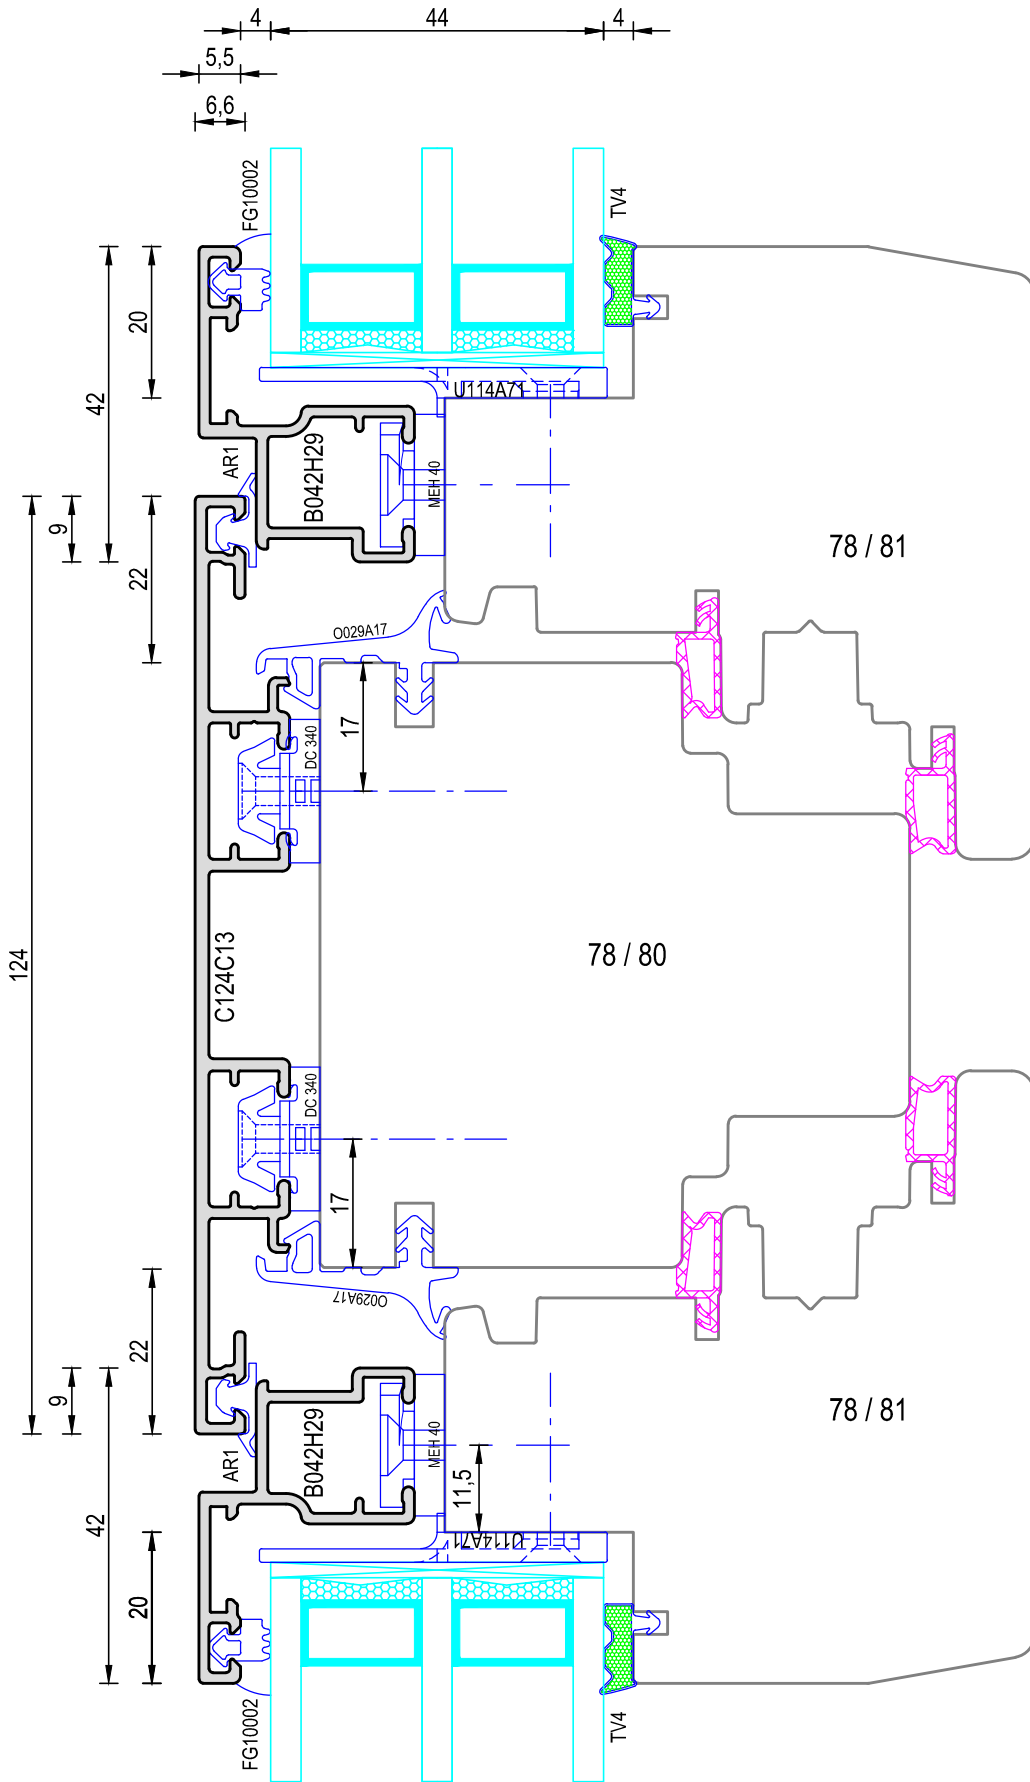 4
44
4
5,5
6,6
FG10002
TV4
42
20
U114A71
AR1
B042H29
MEH 40
9
78 / 81
22
O029A17
17
DC 340
124
C124C13
78 / 80
DC 340
17
O029A17
22
9
78 / 81
AR1
B042H29
MEH 40
11,5
42
U114A71
20
FG10002
TV4